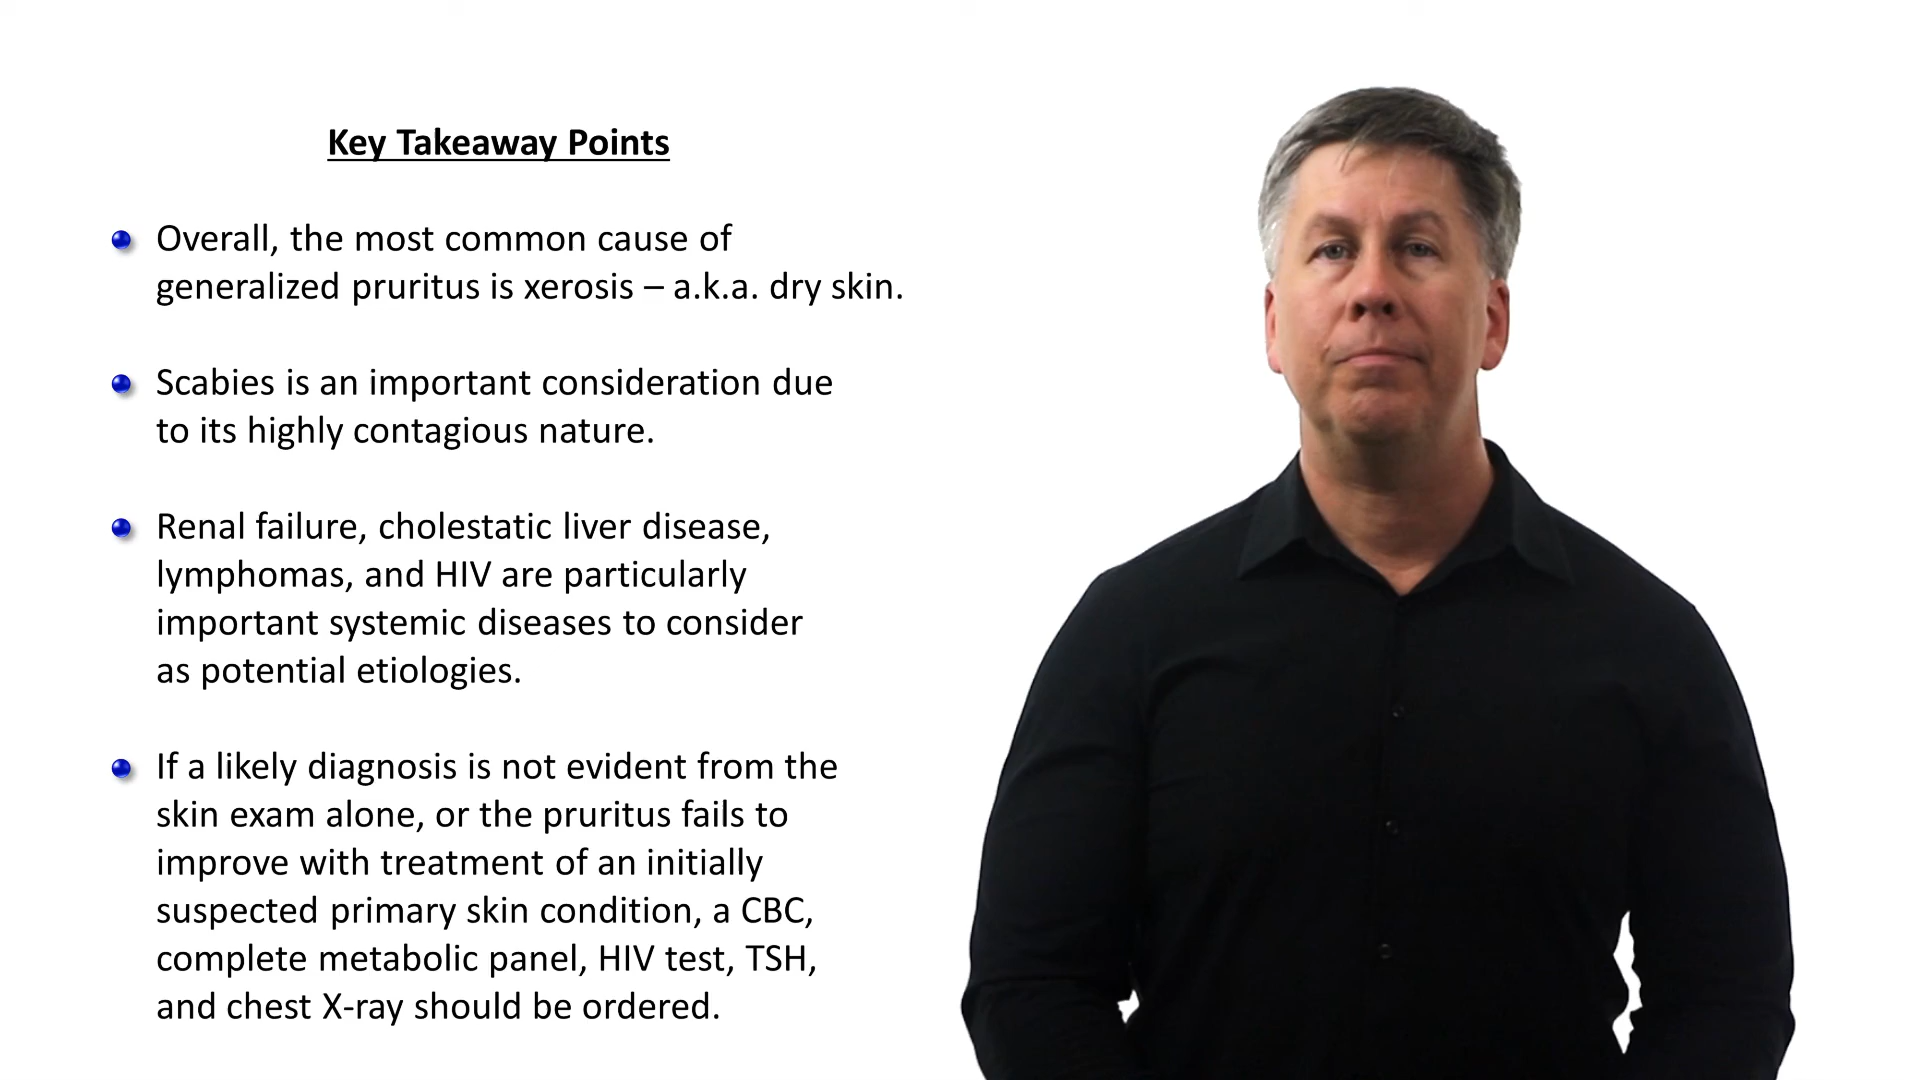 Key Takeaway Points
Overall, the most common cause of
generalized pruritus is xerosis – a.k.a. dry skin.
Scabies is an important consideration due
to its highly contagious nature.
Renal failure, cholestatic liver disease,
lymphomas, and HIV are particularly
important systemic diseases to consider
as potential etiologies.
If a likely diagnosis is not evident from the
skin exam alone, or the pruritus fails to
improve with treatment of an initially
suspected primary skin condition, a CBC,
complete metabolic panel, HIV test, TSH,
and chest X-ray should be ordered.